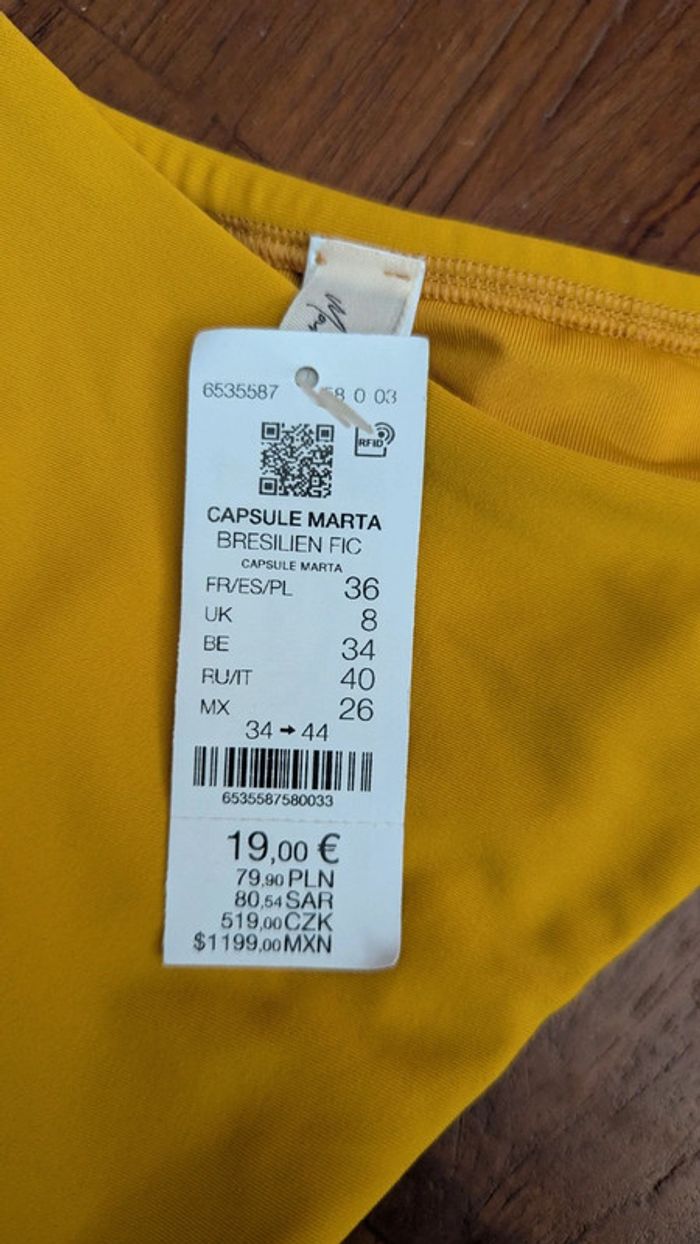 6535587 58 0 03
RFID
CAPSULE MARTA
BRESILIEN FIC
CAPSULE MARTA
FR/ES/PL 36
UK 8
BE 34
RU/IT 40
MX 26
34 → 44
6535587580033
19,00 €
79,90 PLN
80,54 SAR
519,00 CZK
$1199,00 MXN